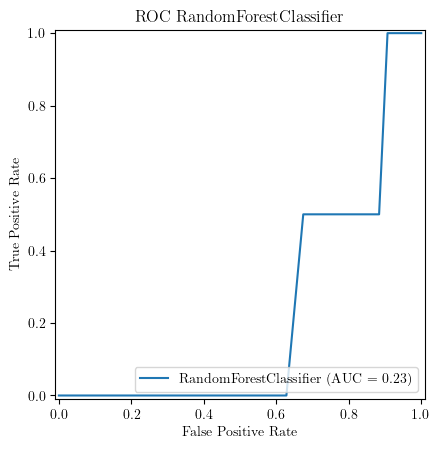 ROC RandomForestClassifier
1.0
0.8
0.6
0.4
0.2
0.0
True Positive Rate
RandomForestClassifier (AUC = 0.23)
0.0 0.2 0.4 0.6 0.8 1.0
False Positive Rate